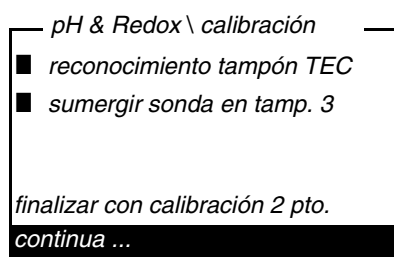 pH & Redox \ calibración
reconocimiento tampón TEC
sumergir sonda en tamp. 3
finalizar con calibración 2 pto.
continua ...